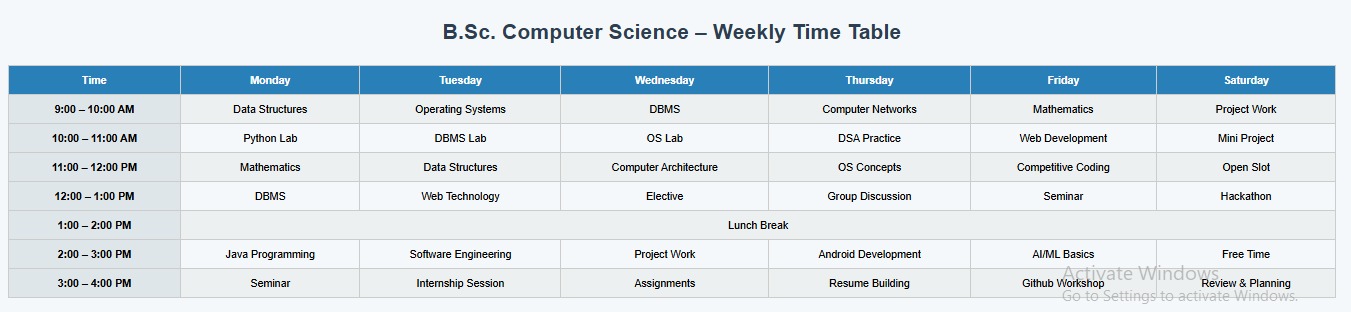 B.Sc. Computer Science – Weekly Time Table
Time Monday Tuesday Wednesday Thursday Friday Saturday
9:00 – 10:00 AM Data Structures Operating Systems DBMS Computer Networks Mathematics Project Work
10:00 – 11:00 AM Python Lab DBMS Lab OS Lab DSA Practice Web Development Mini Project
11:00 – 12:00 PM Mathematics Data Structures Computer Architecture OS Concepts Competitive Coding Open Slot
12:00 – 1:00 PM DBMS Web Technology Elective Group Discussion Seminar Hackathon
1:00 – 2:00 PM Lunch Break
2:00 – 3:00 PM Java Programming Software Engineering Project Work Android Development AI/ML Basics Free Time
3:00 – 4:00 PM Seminar Internship Session Assignments Resume Building Github Workshop Review & Planning
Activate Windows
Go to Settings to activate Windows.